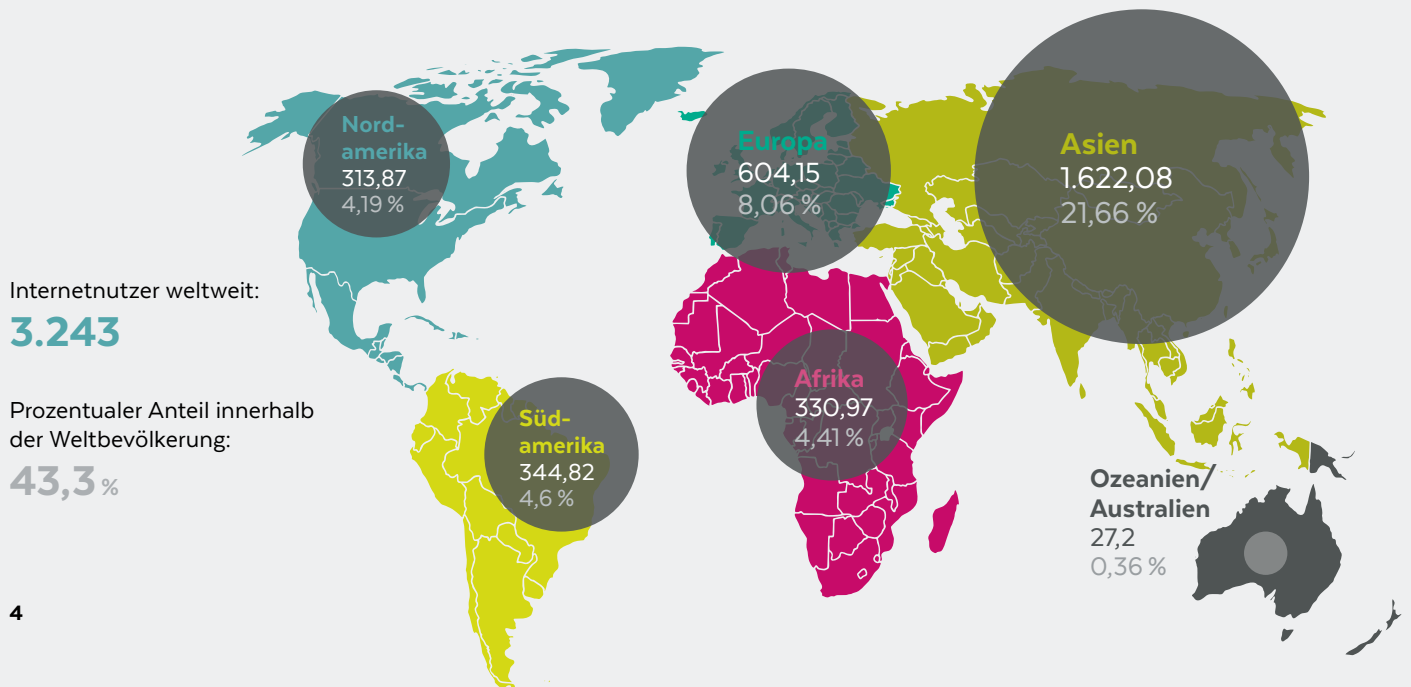 Nord-
amerika
313,87
4,19 %
Europa
604,15
8,06 %
Asien
1.622,08
21,66 %
Internetnutzer weltweit:
3.243
Prozentualer Anteil innerhalb
der Weltbevölkerung:
43,3 %
Süd-
amerika
344,82
4,6 %
Afrika
330,97
4,41 %
Ozeanien/
Australien
27,2
0,36 %
4